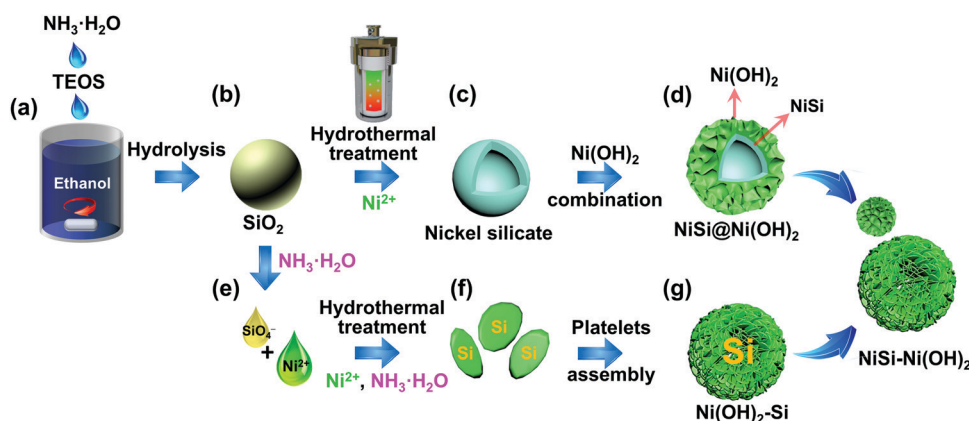 NH₃·H₂O
TEOS
(a)
Ethanol
Hydrolysis
(b)
SiO₂
Hydrothermal
treatment
Ni²⁺
(c)
Nickel silicate
Ni(OH)₂
combination
(d)
Ni(OH)₂
NiSi
NiSi@Ni(OH)₂
NH₃·H₂O
(e)
SiO₄⁻
+
Ni²⁺
Hydrothermal
treatment
Ni²⁺, NH₃·H₂O
(f)
Si
Si
Si
Platelets
assembly
(g)
Si
Ni(OH)₂-Si
NiSi-Ni(OH)₂